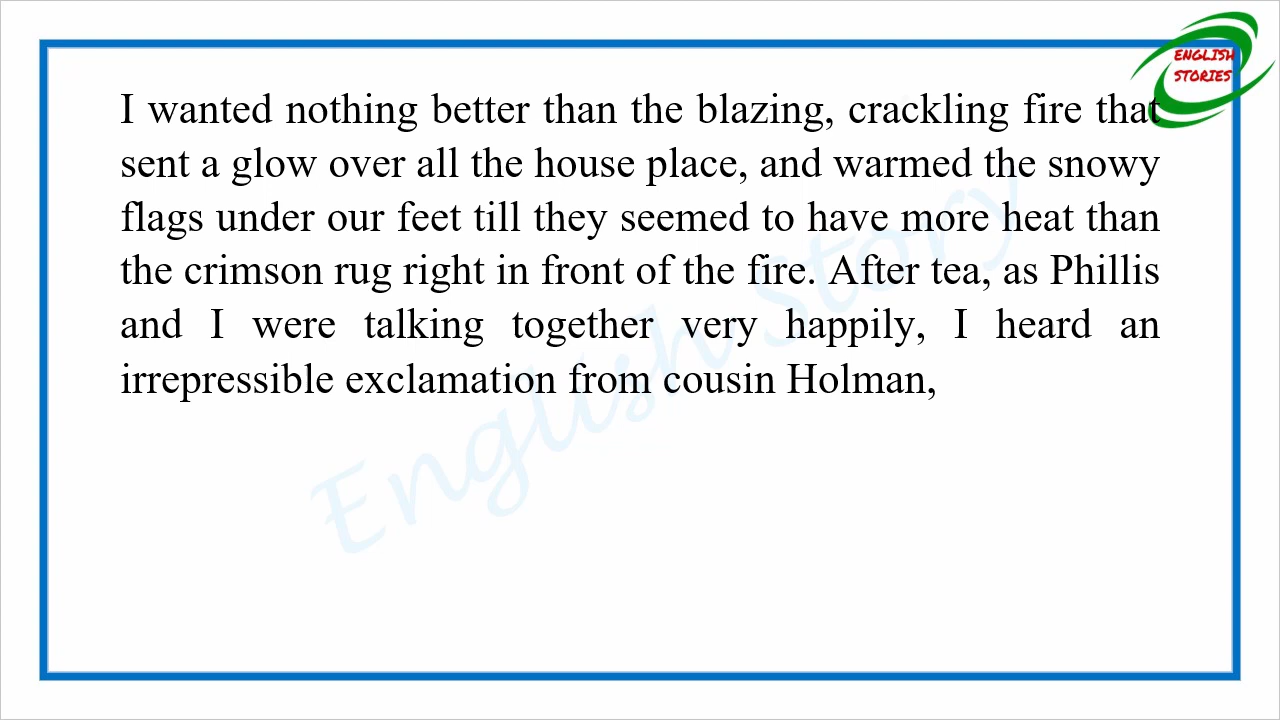 ENGLISH
STORIES
I wanted nothing better than the blazing, crackling fire that
sent a glow over all the house place, and warmed the snowy
flags under our feet till they seemed to have more heat than
the crimson rug right in front of the fire. After tea, as Phillis
and I were talking together very happily, I heard an
irrepressible exclamation from cousin Holman,
English Story